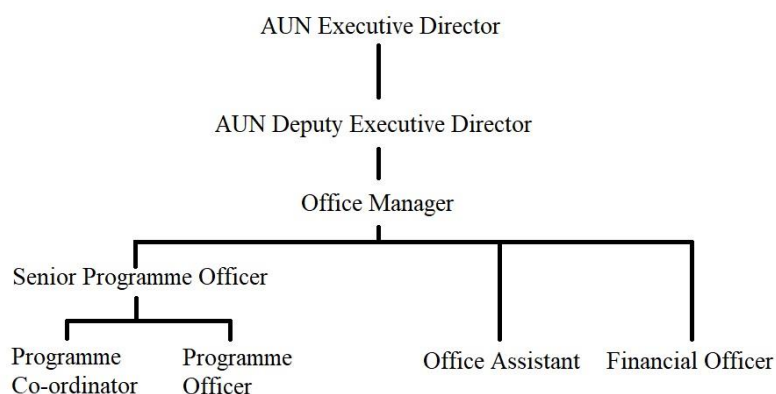 AUN Executive Director
AUN Deputy Executive Director
Office Manager
Senior Programme Officer
Programme
Co-ordinator
Programme
Officer
Office Assistant
Financial Officer